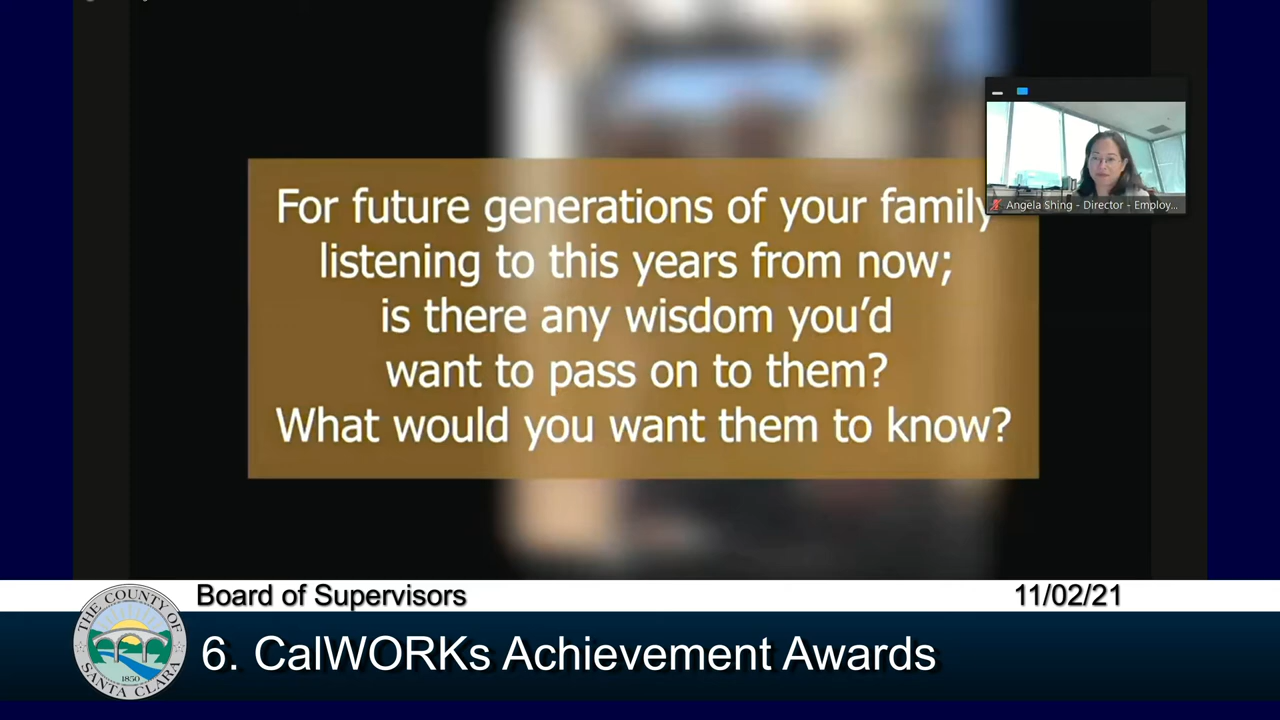 For future generations of your family
listening to this years from now;
is there any wisdom you’d
want to pass on to them?
What would you want them to know?
Angela Shing - Director - Employ...
Board of Supervisors
11/02/21
6. CalWORKs Achievement Awards
THE COUNTY OF
SANTA CLARA
1850